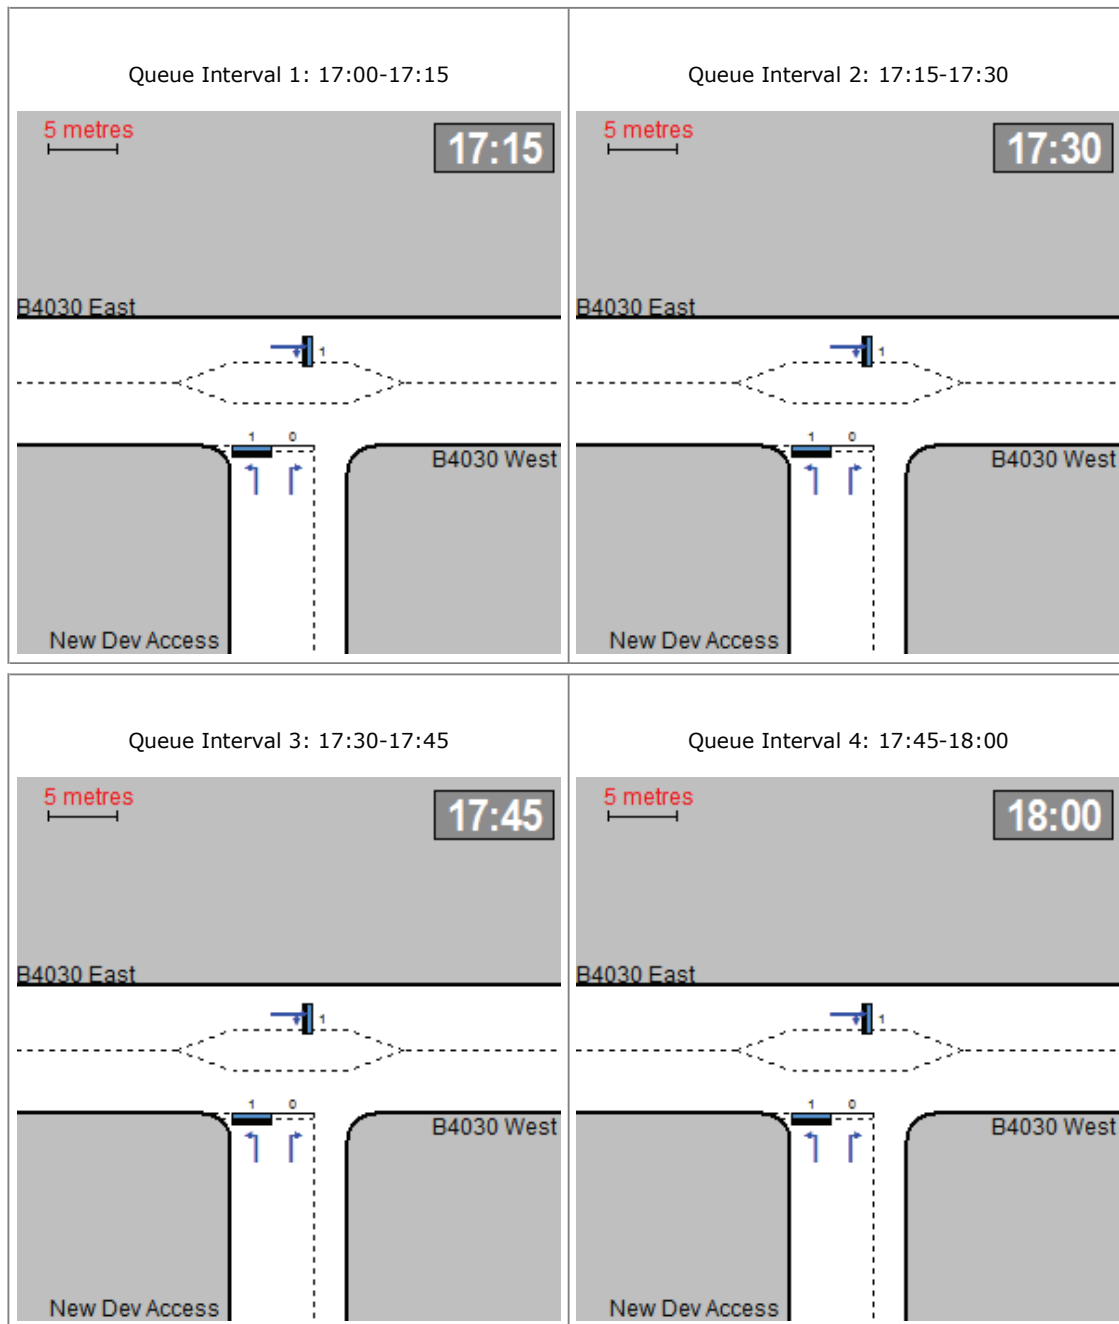 Queue Interval 1: 17:00-17:15
5 metres
17:15
B4030 East
1
1 0
B4030 West
New Dev Access
Queue Interval 2: 17:15-17:30
5 metres
17:30
B4030 East
1
1 0
B4030 West
New Dev Access
Queue Interval 3: 17:30-17:45
5 metres
17:45
B4030 East
1
1 0
B4030 West
New Dev Access
Queue Interval 4: 17:45-18:00
5 metres
18:00
B4030 East
1
1 0
B4030 West
New Dev Access